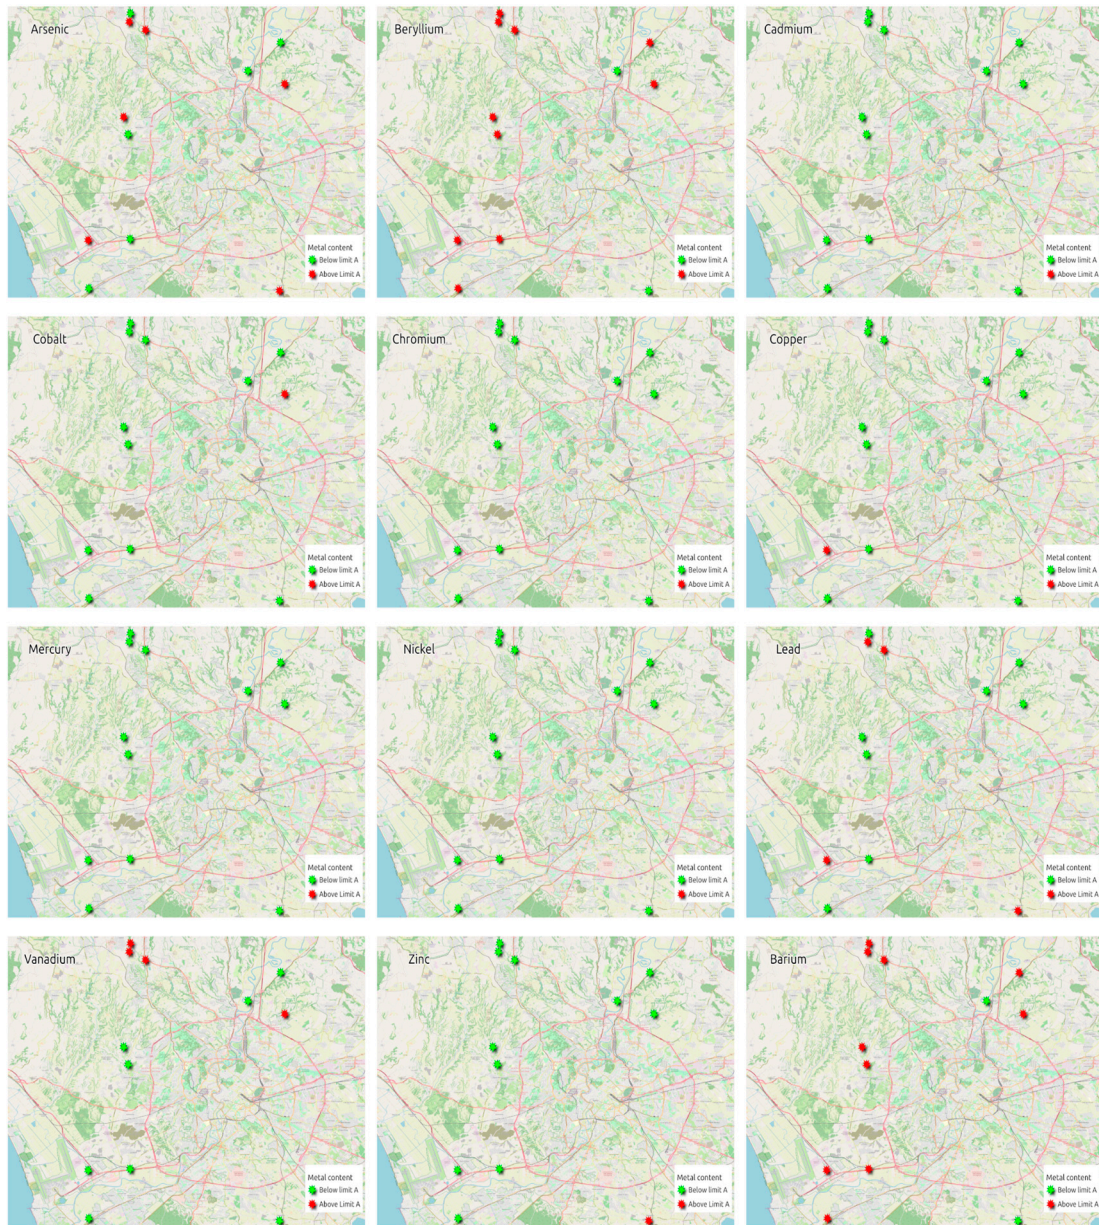 Arsenic
Metal content
Below limit A
Above Limit A
Beryllium
Metal content
Below limit A
Above Limit A
Cadmium
Metal content
Below limit A
Above Limit A
Cobalt
Metal content
Below limit A
Above Limit A
Chromium
Metal content
Below limit A
Above Limit A
Copper
Metal content
Below limit A
Above Limit A
Mercury
Metal content
Below limit A
Above Limit A
Nickel
Metal content
Below limit A
Above Limit A
Lead
Metal content
Below limit A
Above Limit A
Vanadium
Metal content
Below limit A
Above Limit A
Zinc
Metal content
Below limit A
Above Limit A
Barium
Metal content
Below limit A
Above Limit A